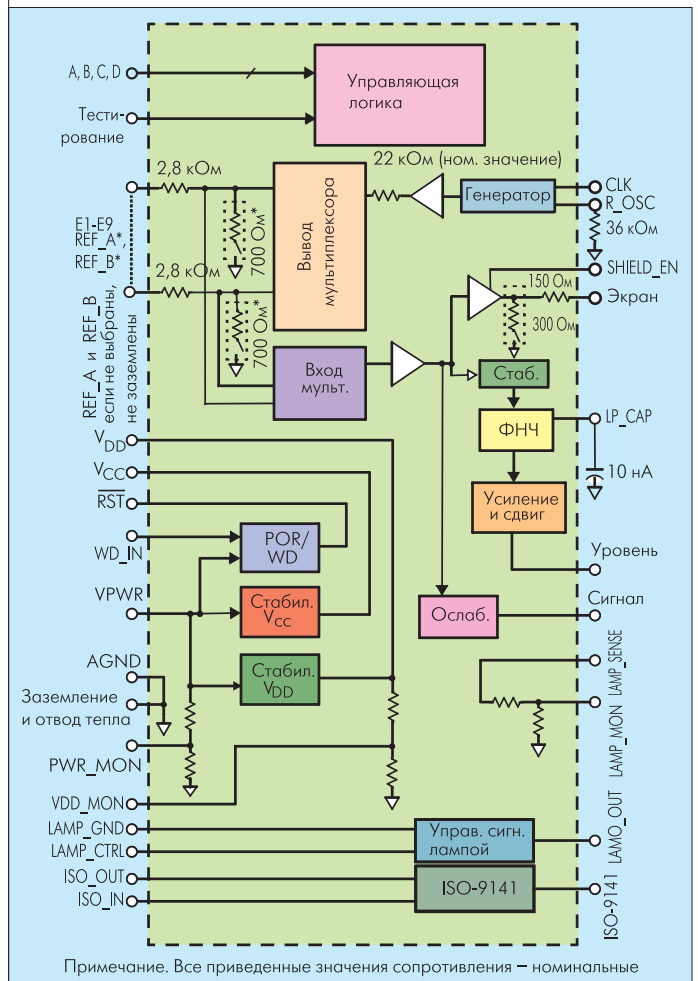 A, B, C, D
Тести-
рование
Управляющая
логика
2,8 кОм
22 кОм (ном. значение)
Вывод
мультиплексора
Генератор
CLK
R_OSC
36 кОм
E1-E9
REF_A*,
REF_B*
700 Ом*
2,8 кОм
SHIELD_EN
150 Ом
Экран
300 Ом
REF_A и REF_B
если не выбраны,
не заземлены
700 Ом*
Вход
мульт.
Стаб.
ФНЧ
LP_CAP
10 нА
VDD
VCC
RST
WD_IN
POR/
WD
Усиление
и сдвиг
Уровень
VPWR
Стабил.
VCC
Ослаб.
Сигнал
AGND
Заземление
и отвод тепла
Стабил.
VDD
LAMP_SENSE
LAMP_MON
PWR_MON
VDD_MON
LAMP_GND
LAMP_CTRL
Управ. сигн.
лампой
LAMO_OUT
ISO_OUT
ISO_IN
ISO-9141
ISO-9141
Примечание. Все приведенные значения сопротивления – номинальные